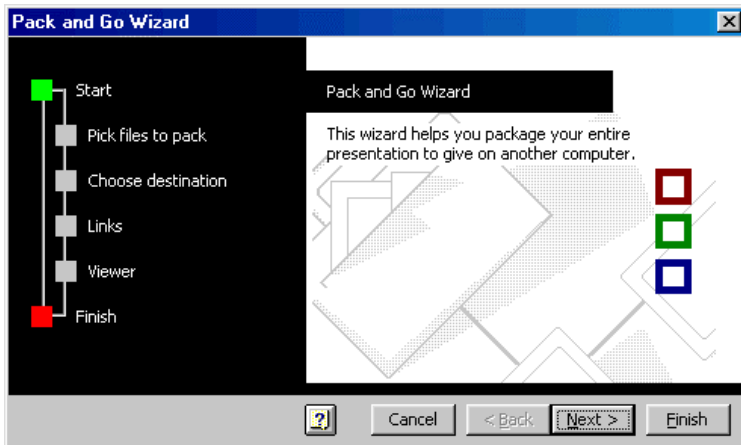 Pack and Go Wizard
Start
Pick files to pack
Choose destination
Links
Viewer
Finish
Pack and Go Wizard
This wizard helps you package your entire
presentation to give on another computer.
?
Cancel
< Back
Next >
Finish